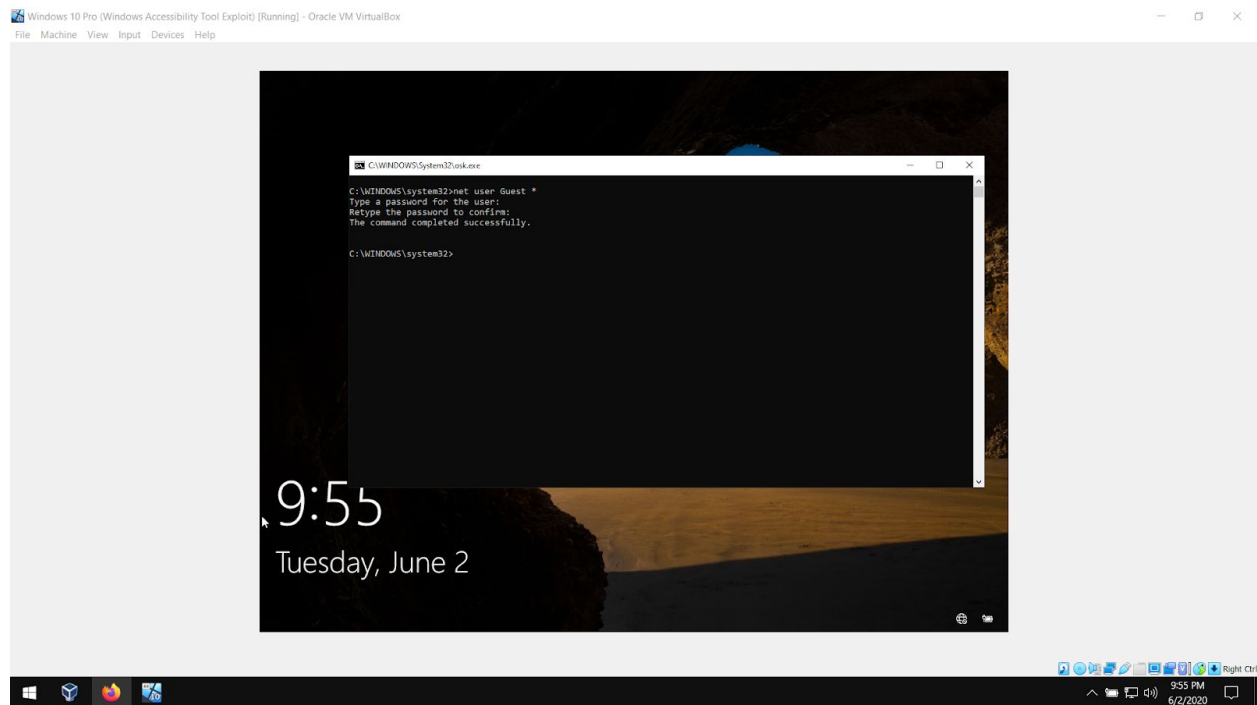 Windows 10 Pro (Windows Accessibility Tool Exploit) [Running] - Oracle VM VirtualBox
File Machine View Input Devices Help
C:\WINDOWS\System32\osk.exe
C:\WINDOWS\system32>net user Guest *
Type a password for the user:
Retype the password to confirm:
The command completed successfully.
C:\WINDOWS\system32>
9:55
Tuesday, June 2
Right Ctrl
9:55 PM
6/2/2020